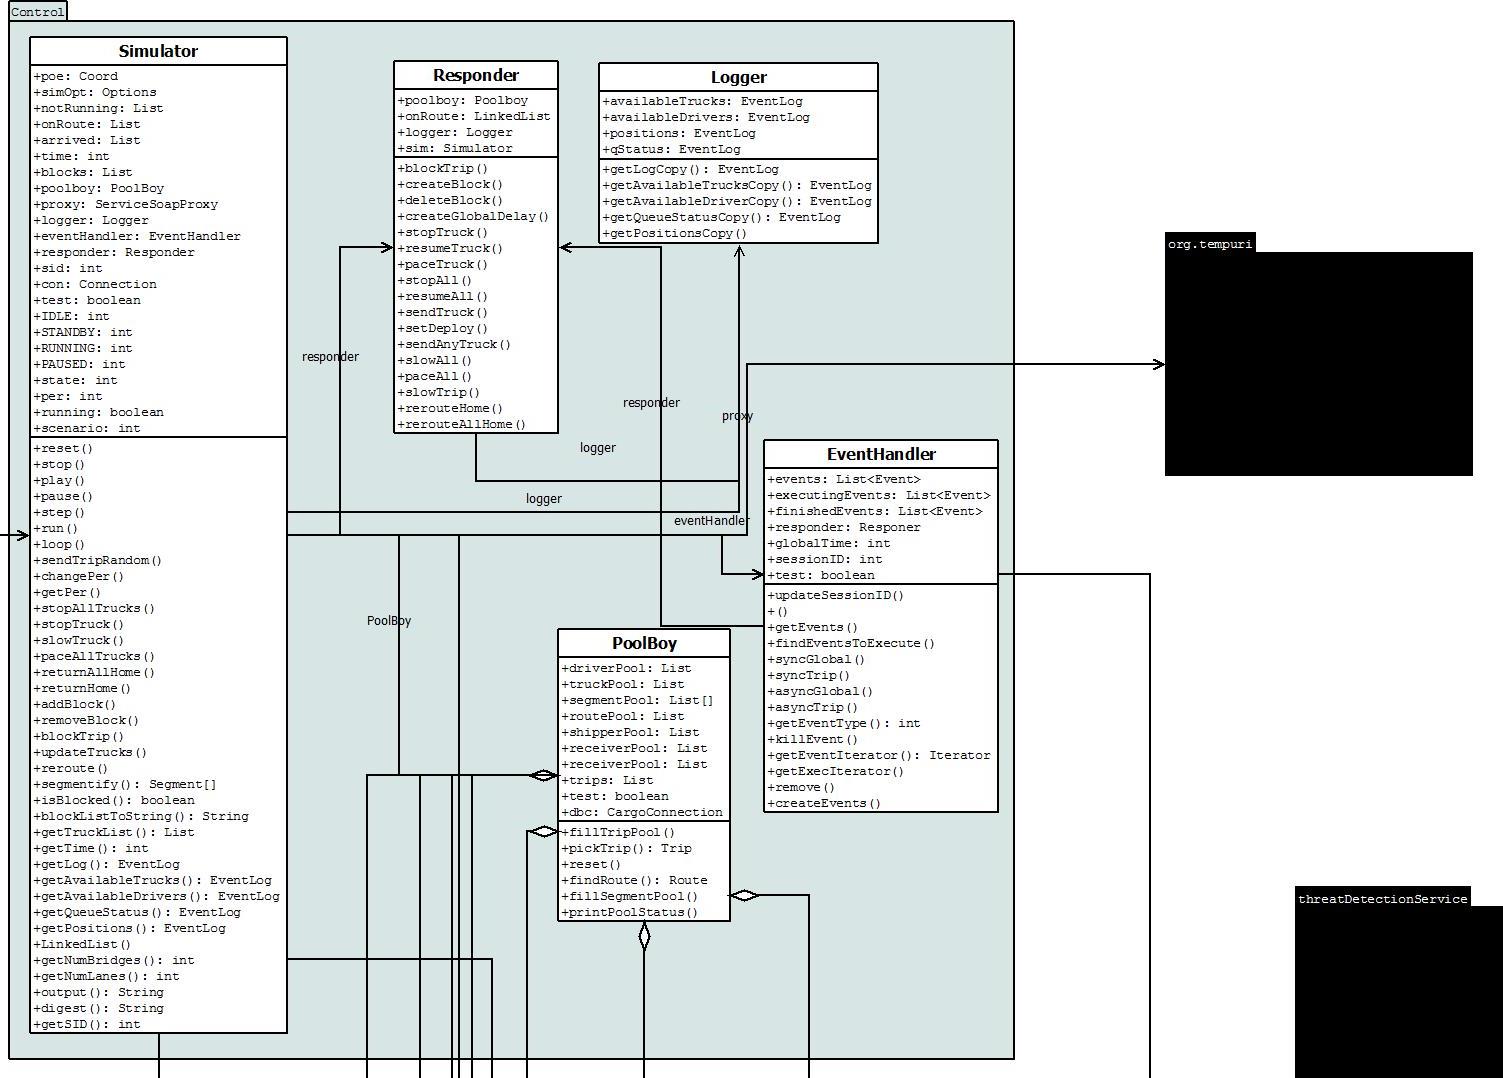 Control
Simulator
+poe: Coord
+simOpt: Options
+notRunning: List
+onRoute: List
+arrived: List
+time: int
+blocks: List
+poolboy: PoolBoy
+proxy: ServiceSoapProxy
+logger: Logger
+eventHandler: EventHandler
+responder: Responder
+sid: int
+con: Connection
+test: boolean
+IDLE: int
+STANDBY: int
+RUNNING: int
+PAUSED: int
+state: int
+per: int
+running: boolean
+scenario: int
+reset()
+stop()
+play()
+pause()
+step()
+run()
+loop()
+sendTripRandom()
+changePer()
+getPer()
+stopAllTrucks()
+stopTruck()
+slowTruck()
+paceAllTrucks()
+returnAllHome()
+returnHome()
+addBlock()
+removeBlock()
+blockTrip()
+updateTrucks()
+reroute()
+segmentify(): Segment[]
+isBlocked(): boolean
+blockListToString(): String
+getTruckList(): List
+getTime(): int
+getLog(): EventLog
+getAvailableTrucks(): EventLog
+getAvailableDrivers(): EventLog
+getQueueStatus(): EventLog
+getPositions(): EventLog
+LinkedList()
+getNumBridges(): int
+getNumLanes(): int
+output(): String
+digest(): String
+getSID(): int
Responder
+poolboy: Poolboy
+onRoute: LinkedList
+logger: Logger
+sim: Simulator
+blockTrip()
+createBlock()
+deleteBlock()
+createGlobalDelay()
+stopTruck()
+resumeTruck()
+paceTruck()
+stopAll()
+resumeAll()
+sendTruck()
+setDeploy()
+sendAnyTruck()
+slowAll()
+paceAll()
+slowTrip()
+rerouteHome()
+rerouteAllHome()
Logger
+availableTrucks: EventLog
+availableDrivers: EventLog
+positions: EventLog
+qStatus: EventLog
+getLogCopy(): EventLog
+getAvailableTrucksCopy(): EventLog
+getAvailableDriverCopy(): EventLog
+getQueueStatusCopy(): EventLog
+getPositionsCopy()
org.tempuri
responder
responder
proxy
logger
logger
eventHandler
PoolBoy
EventHandler
+events: List<Event>
+executingEvents: List<Event>
+finishedEvents: List<Event>
+responder: Responer
+globalTime: int
+sessionID: int
+test: boolean
+updateSessionID()
+()
+getEvents()
+findEventsToExecute()
+syncGlobal()
+syncTrip()
+asyncGlobal()
+asyncTrip()
+getEventType(): int
+killEvent()
+getEventIterator(): Iterator
+getExecIterator()
+remove()
+createEvents()
PoolBoy
+driverPool: List
+truckPool: List
+segmentPool: List[]
+routePool: List
+shipperPool: List
+receiverPool: List
+receiverPool: List
+trips: List
+test: boolean
+dbc: CargoConnection
+fillTripPool()
+pickTrip(): Trip
+reset()
+findRoute(): Route
+fillSegmentPool()
+printPoolStatus()
threatDetectionService